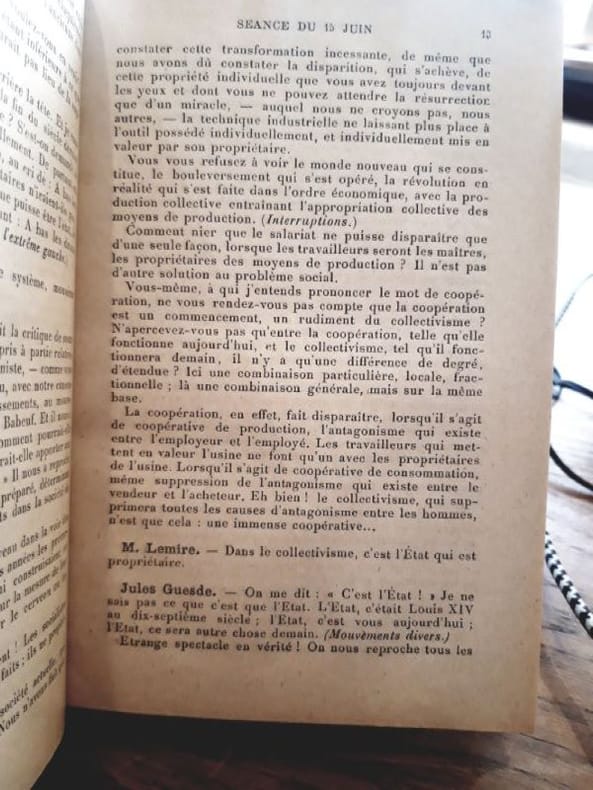 SEANCE DU 15 JUIN 13
constater cette transformation incessante, de même que
nous avons dû constater la disparition, qui s'achève, de
cette propriété individuelle que vous avez toujours devant
les yeux et dont vous ne pouvez attendre la résurrection
que d'un miracle, — auquel nous ne croyons pas, nous
autres, — la technique industrielle ne laissant plus place à
l'outil possédé individuellement, et individuellement mis en
valeur par son propriétaire.
Vous vous refusez à voir le monde nouveau qui se cons-
titue, le bouleversement qui s'est opéré, la révolution en
réalité qui s'est faite dans l'ordre économique, avec la pro-
duction collective entraînant l'appropriation collective des
moyens de production. (Interruptions.)
Comment nier que le salariat ne puisse disparaître que
d'une seule façon, lorsque les travailleurs seront les maîtres,
les propriétaires des moyens de production ? Il n'est pas
d'autre solution au problème social.
Vous-même, à qui j'entends prononcer le mot de coopé-
ration, ne vous rendez-vous pas compte que la coopération
est un commencement, un rudiment du collectivisme ?
N'apercevez-vous pas qu'entre la coopération, telle qu'elle
fonctionne aujourd'hui, et le collectivisme, tel qu'il fonc-
tionnera demain, il n'y a qu'une différence de degré,
d'étendue ? Ici une combinaison particulière, locale, frac-
tionnelle ; là une combinaison générale, mais sur la même
base.
La coopération, en effet, fait disparaître, lorsqu'il s'agit
de coopérative de production, l'antagonisme qui existe
entre l'employeur et l'employé. Les travailleurs qui met-
tent en valeur l'usine ne font qu'un avec les propriétaires
de l'usine. Lorsqu'il s'agit de coopérative de consommation,
même suppression de l'antagonisme qui existe entre le
vendeur et l'acheteur. Eh bien ! le collectivisme, qui sup-
primera toutes les causes d'antagonisme entre les hommes,
n'est que cela : une immense coopérative...
M. Lemire. — Dans le collectivisme, c'est l'État qui est
propriétaire.
Jules Guesde. — On me dit : « C'est l'État ! » Je ne
sais pas ce que c'est que l'Etat. L'Etat, c'était Louis XIV
au dix-septième siècle ; l'Etat, c'est vous aujourd'hui ;
l'Etat, ce sera autre chose demain. (Mouvements divers.)
Etrange spectacle en vérité ! On nous reproche tous les